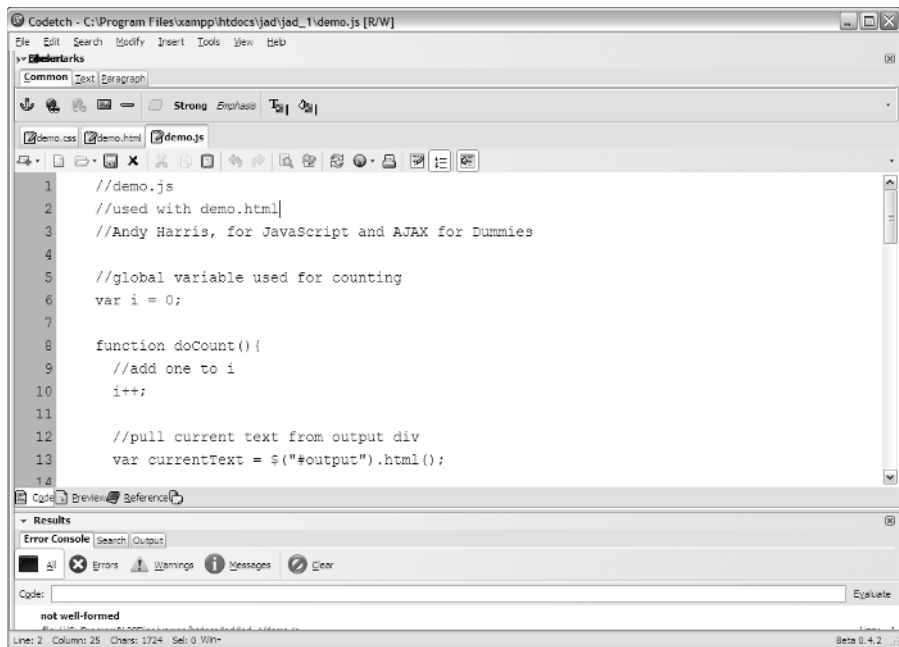 Codetch - C:\Program Files\xampp\htdocs\jad\jad_1\demo.js [R/W]
File Edit Search Modify Insert Tools View Help
Common Text Paragraph
Strong Emphasis
demo.css demo.html demo.js
1 //demo.js
2 //used with demo.html
3 //Andy Harris, for JavaScript and AJAX for Dummies
4
5 //global variable used for counting
6 var i = 0;
7
8 function doCount(){
9 //add one to i
10 i++;
11
12 //pull current text from output div
13 var currentText = $("#output").html();
14
Code Preview Reference
Results
Error Console Search Output
All Errors Warnings Messages Clear
Code: Evaluate
not well-formed
Line: 2 Column: 25 Chars: 1724 Sel: 0 Win* Beta 0.4.2